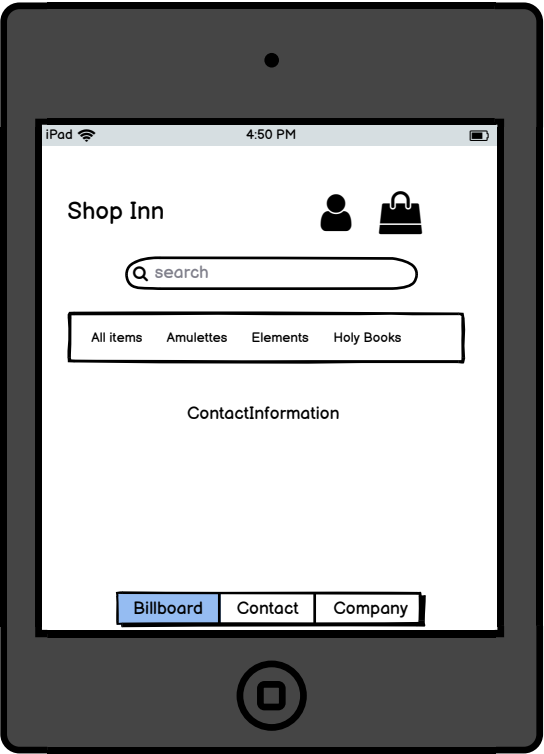 iPad 4:50 PM
Shop Inn
search
All items Amulettes Elements Holy Books
ContactInformation
Billboard Contact Company